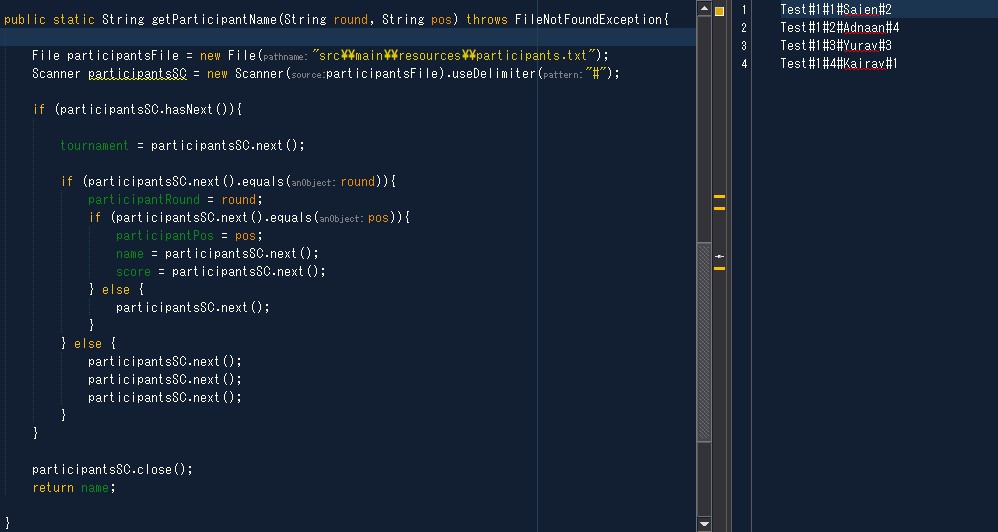 public static String getParticipantName(String round, String pos) throws FileNotFoundException{
File participantsFile = new File(pathname: "src¥¥main¥¥resources¥¥participants.txt");
Scanner participantsSC = new Scanner(source: participantsFile).useDelimiter(pattern: "#");
if (participantsSC.hasNext()){
tournament = participantsSC.next();
if (participantsSC.next().equals(anObject: round)){
participantRound = round;
if (participantsSC.next().equals(anObject: pos)){
participantPos = pos;
name = participantsSC.next();
score = participantsSC.next();
} else {
participantsSC.next();
}
} else {
participantsSC.next();
participantsSC.next();
participantsSC.next();
}
}
participantsSC.close();
return name;
}
1 Test#1#1#Saien#2
2 Test#1#2#Adnaan#4
3 Test#1#3#Yurav#3
4 Test#1#4#Kairav#1